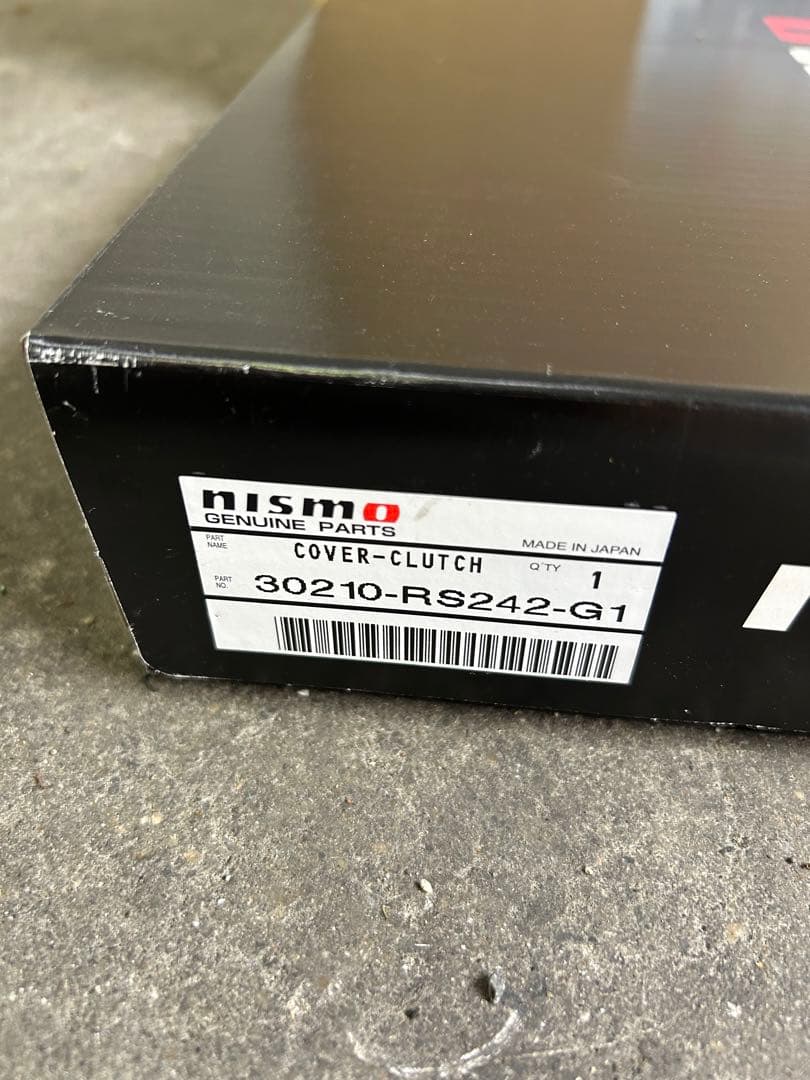 nismo
GENUINE PARTS
MADE IN JAPAN
PART NAME COVER-CLUTCH Q'TY 1
PART NO. 30210-RS242-G1